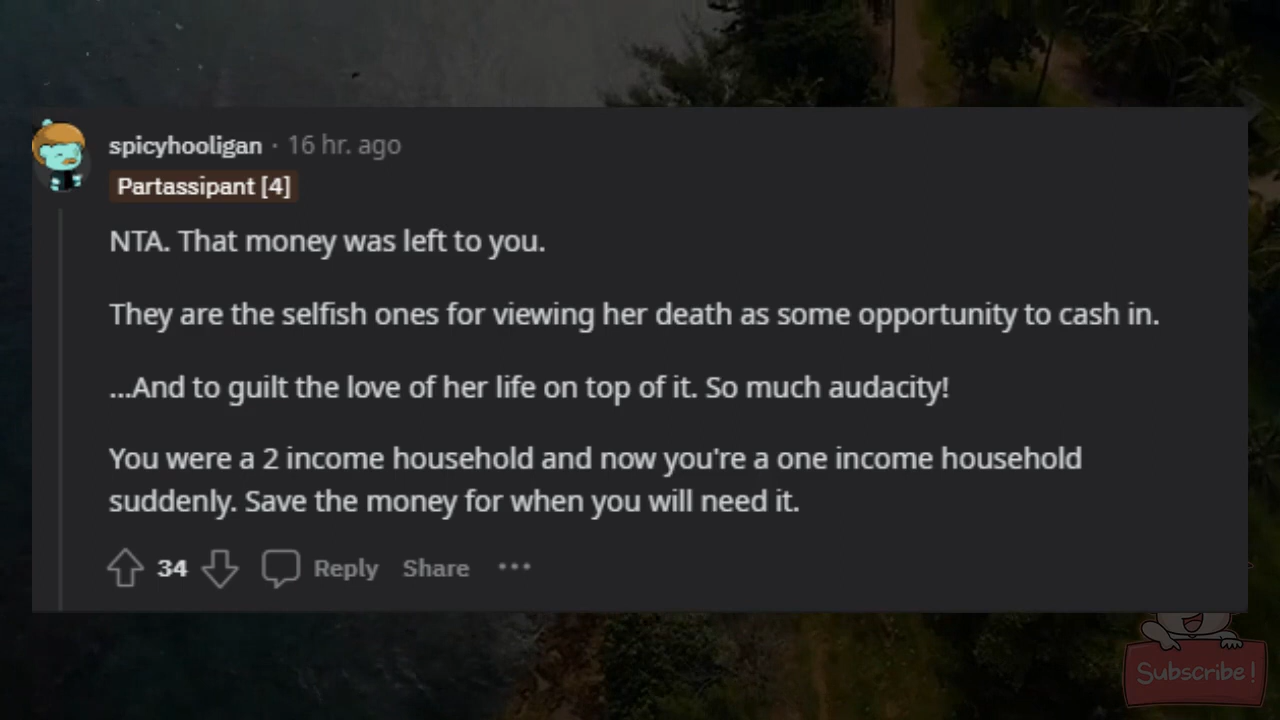 spicyhooligan · 16 hr. ago
Partassipant [4]
NTA. That money was left to you.
They are the selfish ones for viewing her death as some opportunity to cash in.
...And to guilt the love of her life on top of it. So much audacity!
You were a 2 income household and now you're a one income household
suddenly. Save the money for when you will need it.
34 Reply Share ...
Subscribe!